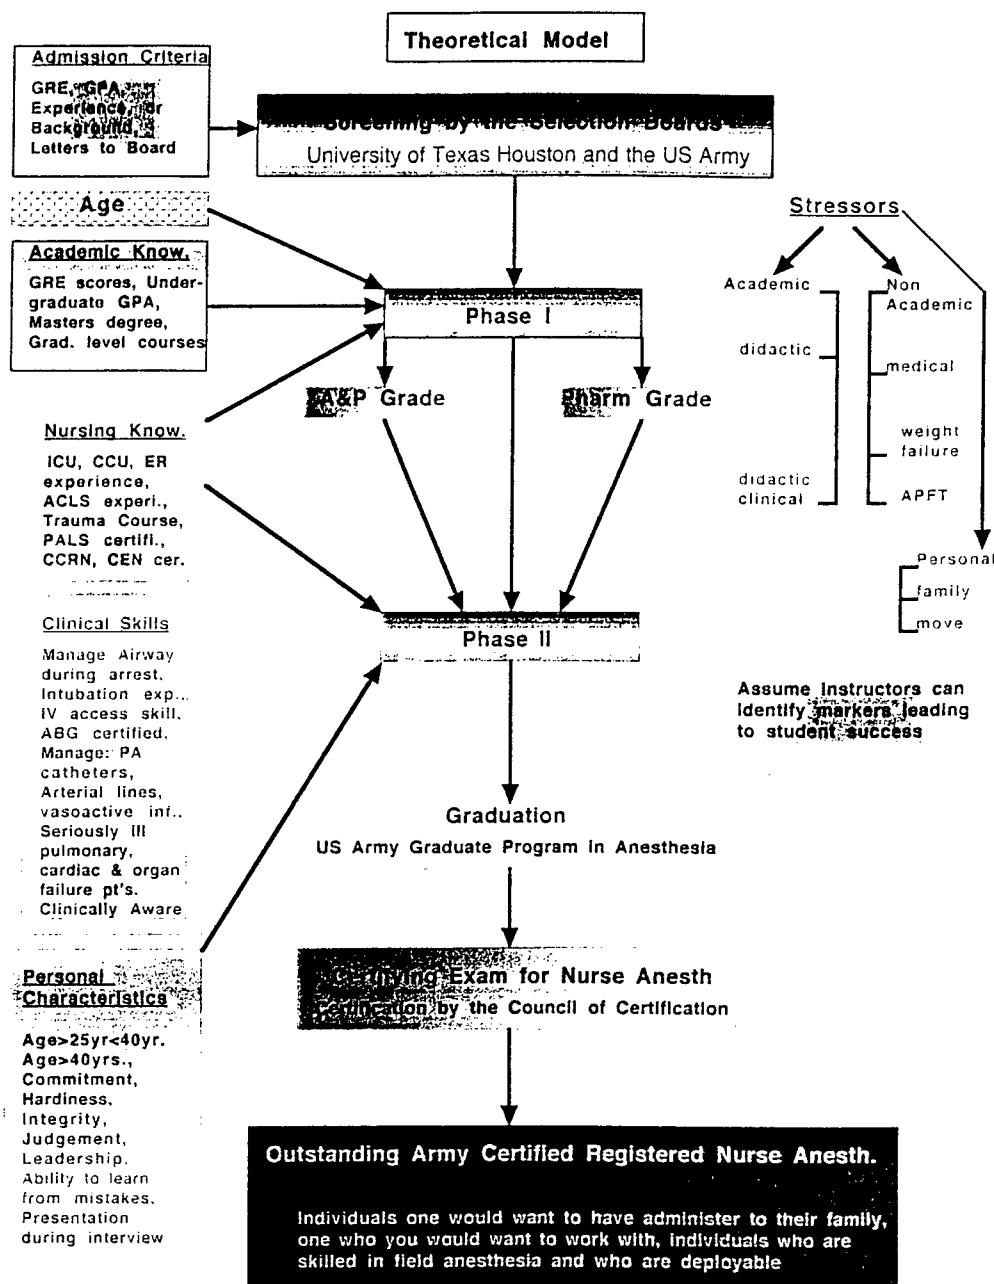 Theoretical Model
Admission Criteria
GRE, GPA,
Experience, or
Background,
Letters to Board
Screening by the Selection Boards
University of Texas Houston and the US Army
Age
Academic Know.
GRE scores, Under-
graduate GPA,
Masters degree,
Grad. level courses
Stressors
Academic
didactic
didactic
clinical
Non
Academic
medical
weight
failure
APFT
Personal
family
move
Phase I
A&P Grade
Pharm Grade
Nursing Know.
ICU, CCU, ER
experience,
ACLS experi.,
Trauma Course,
PALS certifi.,
CCRN, CEN cer.
Phase II
Clinical Skills
Manage Airway
during arrest,
Intubation exp...
IV access skill,
ABG certified,
Manage: PA
catheters,
Arterial lines,
vasoactive inf..
Seriously Ill
pulmonary,
cardiac & organ
failure pt's.
Clinically Aware
Assume Instructors can
identify markers leading
to student success
Graduation
US Army Graduate Program in Anesthesia
Personal
Characteristics
Age>25yr<40yr.
Age>40yrs.,
Commitment,
Hardiness,
Integrity,
Judgement,
Leadership,
Ability to learn
from mistakes,
Presentation
during interview
Certifying Exam for Nurse Anesth
Certification by the Council of Certification
Outstanding Army Certified Registered Nurse Anesth.
Individuals one would want to have administer to their family,
one who you would want to work with, individuals who are
skilled in field anesthesia and who are deployable